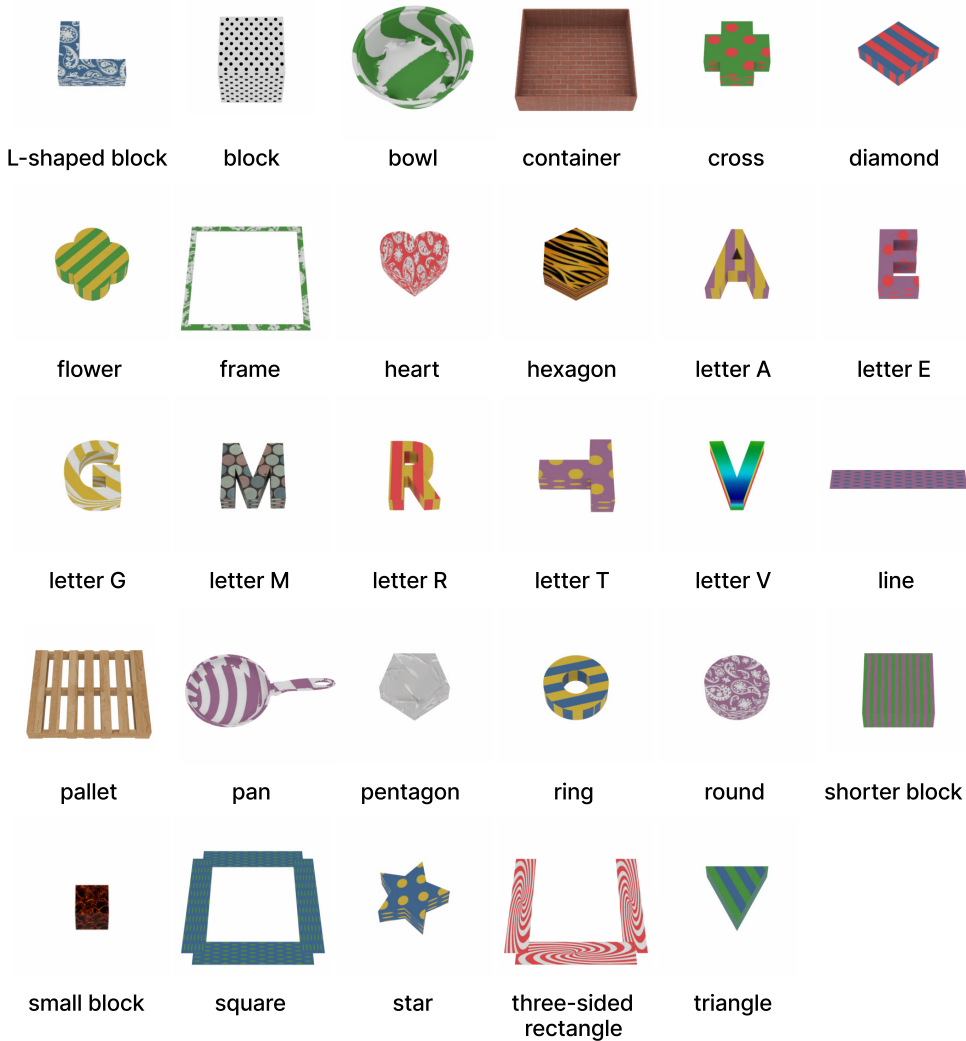 L-shaped block
block
bowl
container
cross
diamond
flower
frame
heart
hexagon
letter A
letter E
letter G
letter M
letter R
letter T
letter V
line
pallet
pan
pentagon
ring
round
shorter block
small block
square
star
three-sided
rectangle
triangle